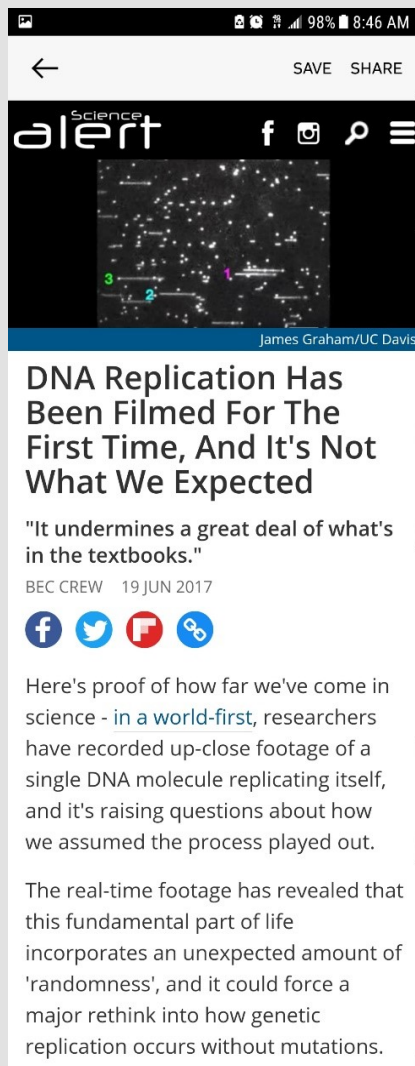 98% 8:46 AM
SAVE SHARE
Science
alert
3
1
2
James Graham/UC Davis
DNA Replication Has
Been Filmed For The
First Time, And It's Not
What We Expected
"It undermines a great deal of what's
in the textbooks."
BEC CREW 19 JUN 2017
Here's proof of how far we've come in
science - in a world-first, researchers
have recorded up-close footage of a
single DNA molecule replicating itself,
and it's raising questions about how
we assumed the process played out.
The real-time footage has revealed that
this fundamental part of life
incorporates an unexpected amount of
'randomness', and it could force a
major rethink into how genetic
replication occurs without mutations.